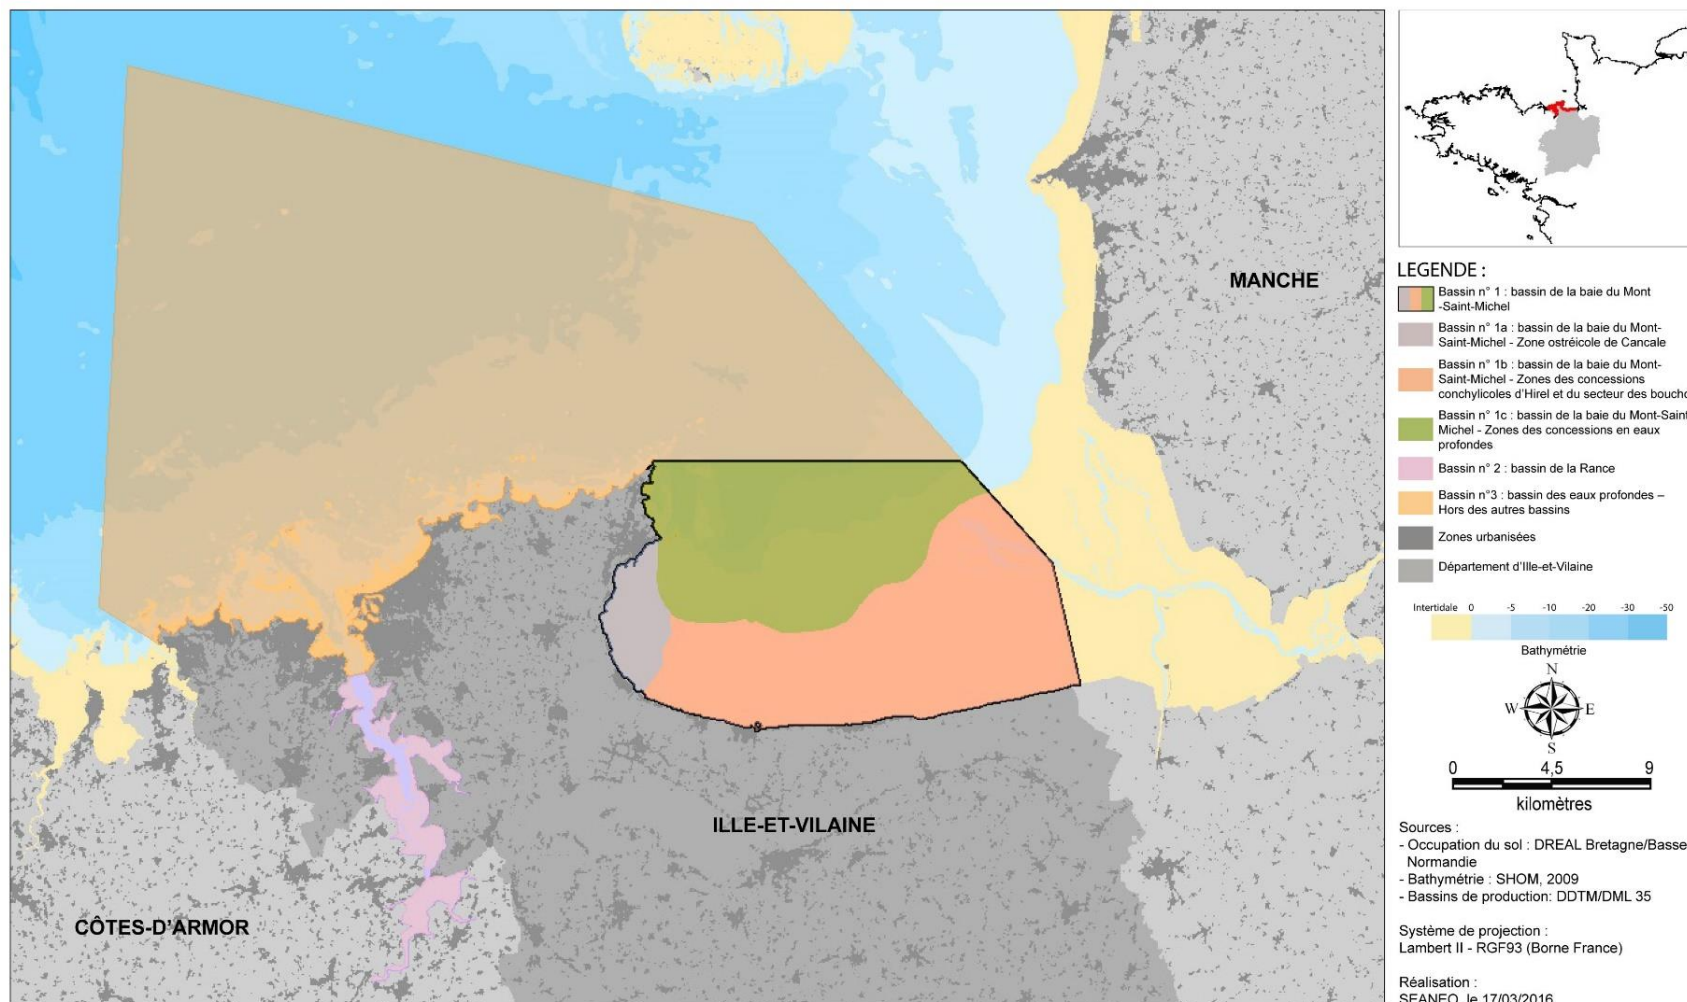 MANCHE
ILLE-ET-VILAINE
CÔTES-D'ARMOR
LEGENDE :
Bassin n° 1 : bassin de la baie du Mont
-Saint-Michel
Bassin n° 1a : bassin de la baie du Mont-
Saint-Michel - Zone ostréicole de Cancale
Bassin n° 1b : bassin de la baie du Mont-
Saint-Michel - Zones des concessions
conchylicoles d'Hirel et du secteur des boucho
Bassin n° 1c : bassin de la baie du Mont-Saint
Michel - Zones des concessions en eaux
profondes
Bassin n° 2 : bassin de la Rance
Bassin n°3 : bassin des eaux profondes –
Hors des autres bassins
Zones urbanisées
Département d'Ille-et-Vilaine
Intertidale 0 -5 -10 -20 -30 -50
Bathymétrie
N
W E
S
0 4,5 9
kilomètres
Sources :
- Occupation du sol : DREAL Bretagne/Basse
Normandie
- Bathymétrie : SHOM, 2009
- Bassins de production: DDTM/DML 35
Système de projection :
Lambert II - RGF93 (Borne France)
Réalisation :
SEANEO, le 17/03/2016